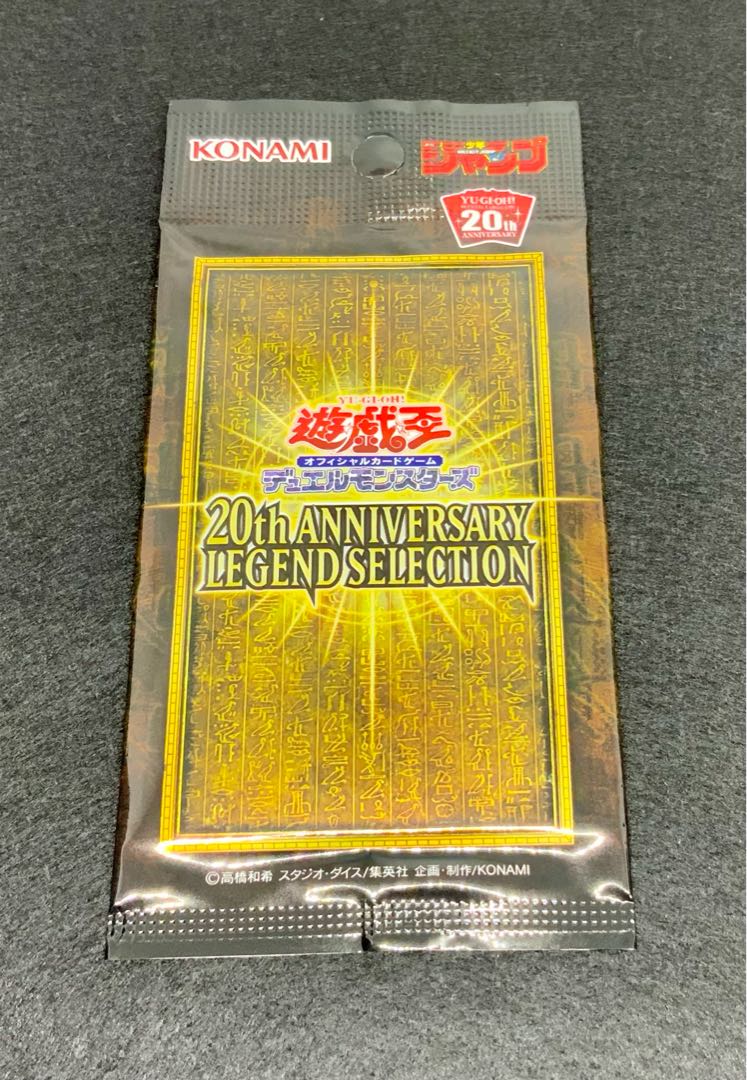 KONAMI
少年
ジャンプ
YU-GI-OH!
20th
ANNIVERSARY
YU-GI-OH!
遊戯王
オフィシャルカードゲーム
デュエルモンスターズ
20th ANNIVERSARY
LEGEND SELECTION
©高橋和希 スタジオ・ダイス/集英社 企画・制作/KONAMI